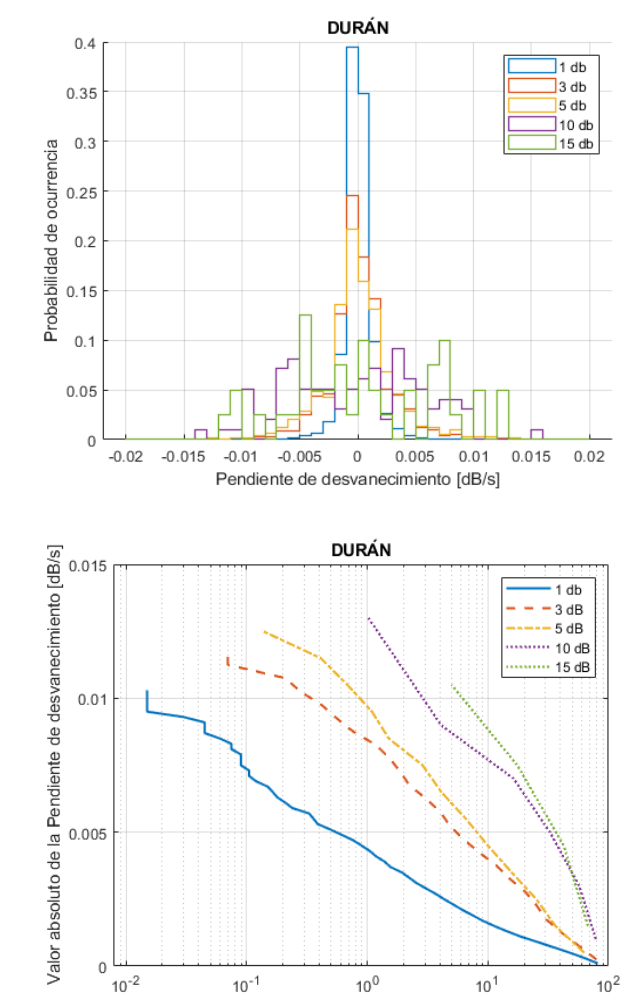 DURÁN
0.4
0.35
0.3
0.25
0.2
0.15
0.1
0.05
0
Probabilidad de ocurrencia
1 db
3 db
5 db
10 db
15 db
-0.02 -0.015 -0.01 -0.005 0 0.005 0.01 0.015 0.02
Pendiente de desvanecimiento [dB/s]
DURÁN
Valor absoluto de la Pendiente de desvanecimiento [dB/s]
0.015
0.01
0.005
0
1 db
3 dB
5 dB
10 dB
15 dB
10-2 10-1 100 101 102